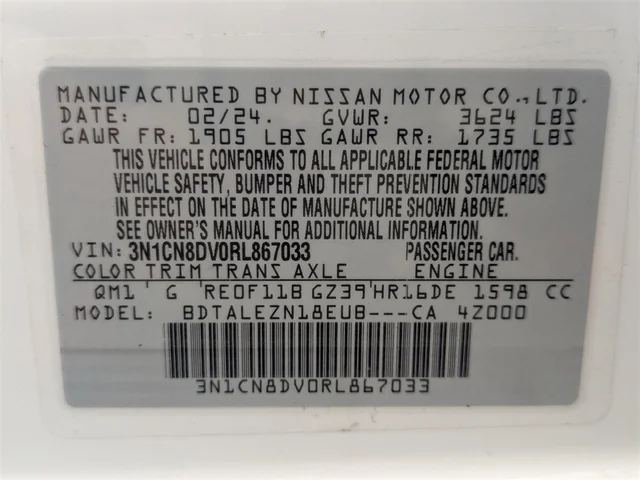 MANUFACTURED BY NISSAN MOTOR CO.,LTD.
DATE: 02/24. GVWR: 3624 LBS
GAWR FR: 1905 LBS GAWR RR: 1735 LBS
THIS VEHICLE CONFORMS TO ALL APPLICABLE FEDERAL MOTOR
VEHICLE SAFETY, BUMPER AND THEFT PREVENTION STANDARDS
IN EFFECT ON THE DATE OF MANUFACTURE SHOWN ABOVE.
SEE OWNER'S MANUAL FOR ADDITIONAL INFORMATION.
VIN: 3N1CN8DV0RL867033 PASSENGER CAR.
COLOR TRIM TRANS AXLE ENGINE
QM1 G RE0F11B GZ39 HR16DE 1598 CC
MODEL: BDTALEZN18EUB---CA 4Z000
3N1CN8DV0RL867033